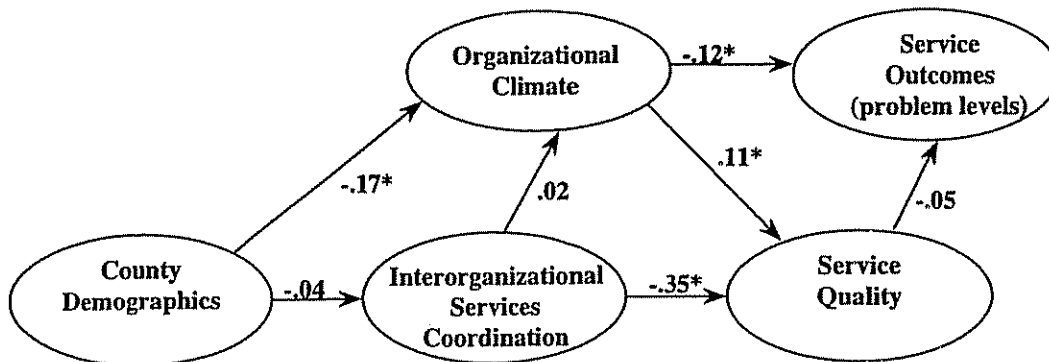 Organizational
Climate
-.12*
Service
Outcomes
(problem levels)
-.17*
.02
.11*
-.05
County
Demographics
-.04
Interorganizational
Services
Coordination
-.35*
Service
Quality